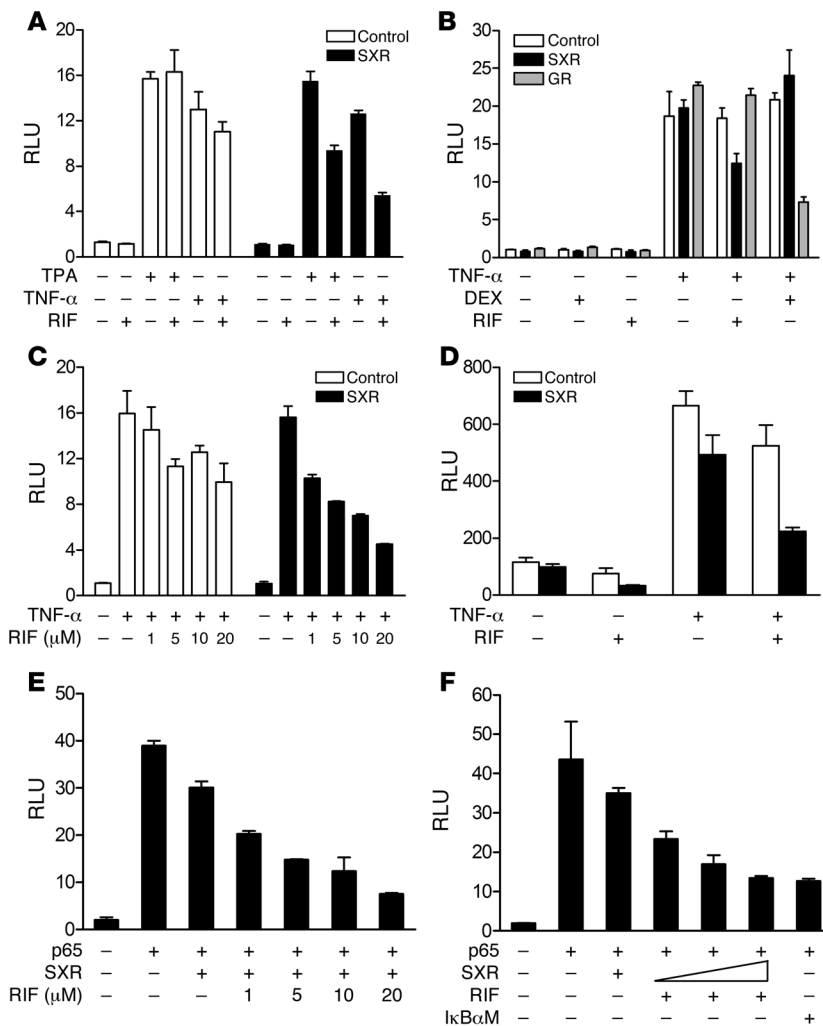 A
20
16
12
8
4
0
RLU
Control
SXR
TPA – – + + – – – – + + – –
TNF-α – – – – + + – – – – + +
RIF – + – + – + – + – + – +
B
30
25
20
15
10
5
0
RLU
Control
SXR
GR
TNF-α – – – + + +
DEX – + – – – +
RIF – – + – + –
C
20
16
12
8
4
0
RLU
Control
SXR
TNF-α – + + + + + – + + + + +
RIF (μM) – – 1 5 10 20 – – 1 5 10 20
D
800
600
400
200
0
RLU
Control
SXR
TNF-α – – + +
RIF – + – +
E
50
40
30
20
10
0
RLU
p65 – + + + + + +
SXR – – + + + + +
RIF (μM) – – – 1 5 10 20
F
60
50
40
30
20
10
0
RLU
p65 – + + + + + +
SXR – – + –
RIF – – – + + + –
IκBαM – – – – – – +